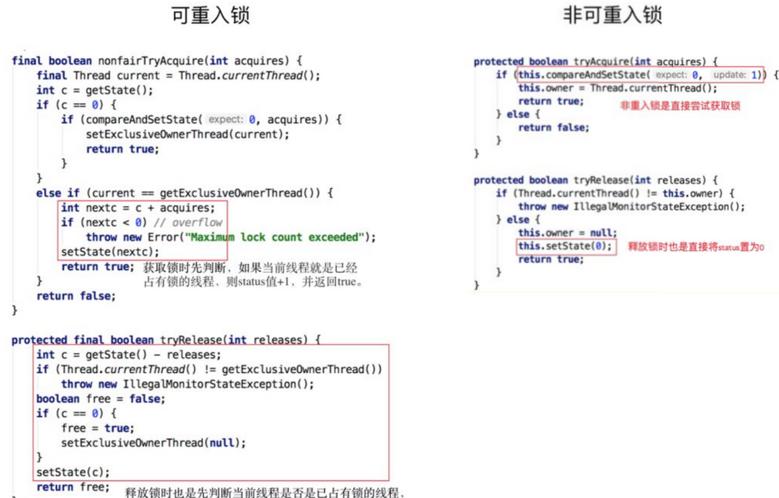 可重入锁
final boolean nonfairTryAcquire(int acquires) {
    final Thread current = Thread.currentThread();
    int c = getState();
    if (c == 0) {
        if (compareAndSetState( expect: 0, acquires)) {
            setExclusiveOwnerThread(current);
            return true;
        }
    }
    else if (current == getExclusiveOwnerThread()) {
        int nextc = c + acquires;
        if (nextc < 0) // overflow
            throw new Error("Maximum lock count exceeded");
        setState(nextc);
        return true; 获取锁时先判断，如果当前线程就是已经
占有锁的线程，则status值+1，并返回true。
    }
    return false;
}
protected final boolean tryRelease(int releases) {
    int c = getState() - releases;
    if (Thread.currentThread() != getExclusiveOwnerThread())
        throw new IllegalMonitorStateException();
    boolean free = false;
    if (c == 0) {
        free = true;
        setExclusiveOwnerThread(null);
    }
    setState(c);
    return free; 释放锁时也是先判断当前线程是否是已占有锁的线程，
非可重入锁
protected boolean tryAcquire(int acquires) {
    if (this.compareAndSetState( expect: 0, update: 1)) {
        this.owner = Thread.currentThread();
        return true; 非重入锁是直接尝试获取锁
    } else {
        return false;
    }
}
protected boolean tryRelease(int releases) {
    if (Thread.currentThread() != this.owner) {
        throw new IllegalMonitorStateException();
    } else {
        this.owner = null;
        this.setState(0); 释放锁时也是直接将status置为0
        return true;
    }
}